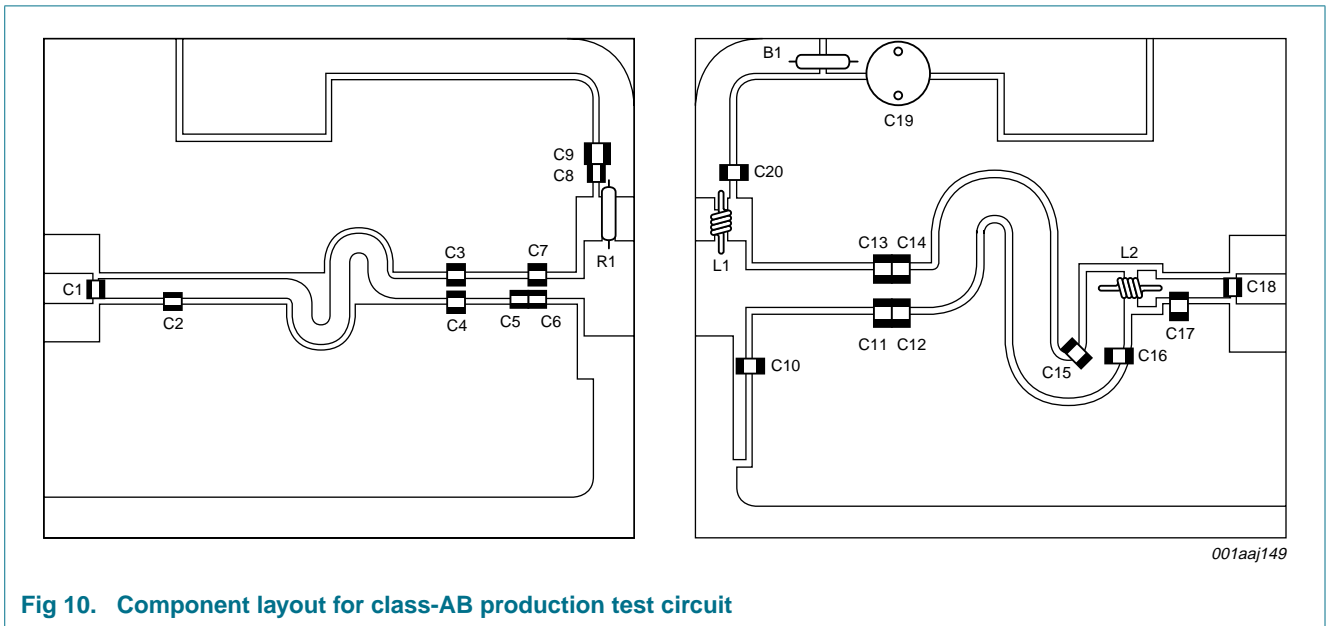 B1
C19
C9
C8
C20
R1
L1
C3
C7
C13 C14
L2
C1
C2
C4
C5 C6
C18
C17
C11 C12
C10
C15
C16
001aaj149
Fig 10. Component layout for class-AB production test circuit